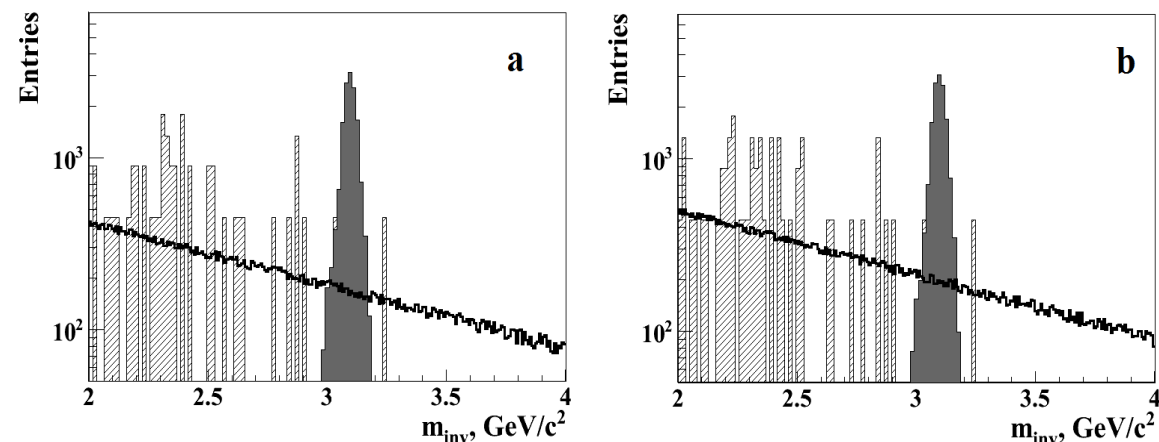 a
Entries
10³
10²
2 2.5 3 3.5 4
m_inv, GeV/c²
b
Entries
10³
10²
2 2.5 3 3.5 4
m_inv, GeV/c²